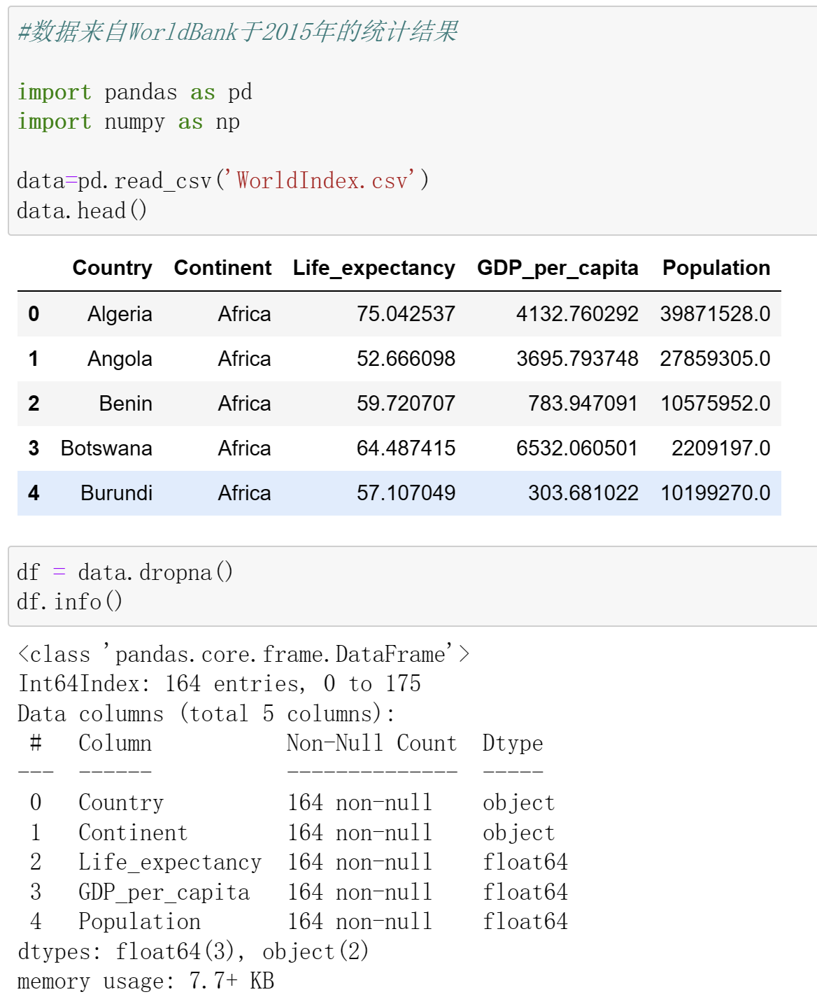 #数据来自WorldBank于2015年的统计结果
import pandas as pd
import numpy as np
data=pd.read_csv('WorldIndex.csv')
data.head()
Country Continent Life_expectancy GDP_per_capita Population
0 Algeria Africa 75.042537 4132.760292 39871528.0
1 Angola Africa 52.666098 3695.793748 27859305.0
2 Benin Africa 59.720707 783.947091 10575952.0
3 Botswana Africa 64.487415 6532.060501 2209197.0
4 Burundi Africa 57.107049 303.681022 10199270.0
df = data.dropna()
df.info()
<class 'pandas.core.frame.DataFrame'>
Int64Index: 164 entries, 0 to 175
Data columns (total 5 columns):
# Column Non-Null Count Dtype
--- ------ -------------- -----
0 Country 164 non-null object
1 Continent 164 non-null object
2 Life_expectancy 164 non-null float64
3 GDP_per_capita 164 non-null float64
4 Population 164 non-null float64
dtypes: float64(3), object(2)
memory usage: 7.7+ KB